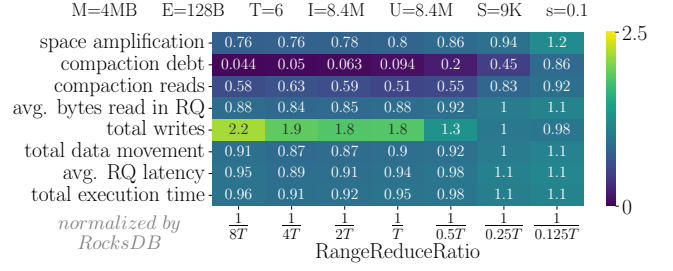 M=4MB E=128B T=6 I=8.4M U=8.4M S=9K s=0.1
space amplification 0.76 0.76 0.78 0.8 0.86 0.94 1.2
compaction debt 0.044 0.05 0.063 0.094 0.2 0.45 0.86
compaction reads 0.58 0.63 0.59 0.51 0.55 0.83 0.92
avg. bytes read in RQ 0.88 0.84 0.85 0.88 0.92 1 1.1
total writes 2.2 1.9 1.8 1.8 1.3 1 0.98
total data movement 0.91 0.87 0.87 0.9 0.92 1 1.1
avg. RQ latency 0.95 0.89 0.91 0.94 0.98 1.1 1.1
total execution time 0.96 0.91 0.92 0.95 0.98 1.1 1.1
2.5
0
normalized by
RocksDB
1/8T 1/4T 1/2T 1/T 1/0.5T 1/0.25T 1/0.125T
RangeReduceRatio